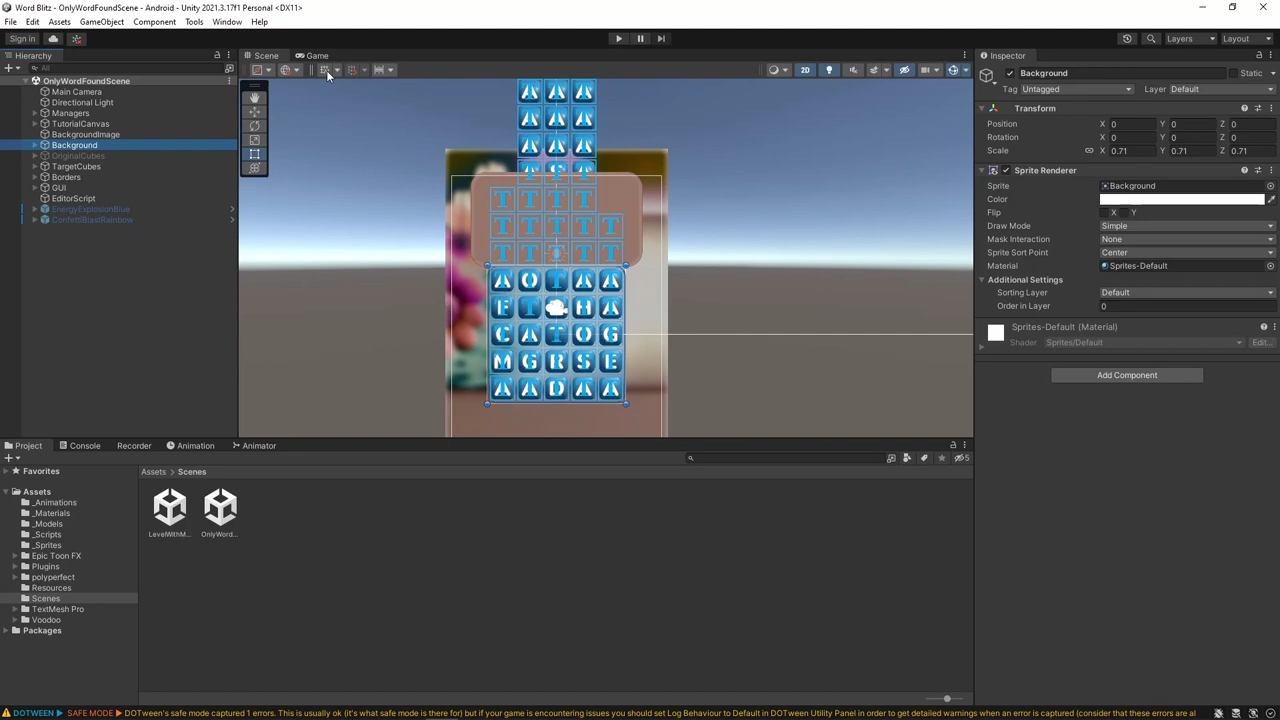 Word Blitz - OnlyWordFoundScene - Android - Unity 2021.3.17f1 Personal <DX11>
File Edit Assets GameObject Component Tools Window Help
Sign in
Layers Layout
Hierarchy
Scene Game
Inspector
All
2D
OnlyWordFoundScene
Main Camera
Directional Light
Managers
TutorialCanvas
BackgroundImage
Background
OriginalCubes
TargetCubes
Borders
GUI
EditorScript
EnergyExplosionBlue
ConfettiBlastRainbow
A A A
A A A
A A A
T
T T T T
T T T T T
T T T T T
A O T A A
F T H A
C A T O G
M G R S E
A A D A A
Background Static
Tag Untagged Layer Default
Transform
Position X 0 Y 0 Z 0
Rotation X 0 Y 0 Z 0
Scale X 0.71 Y 0.71 Z 0.71
Sprite Renderer
Sprite Background
Color
Flip X Y
Draw Mode Simple
Mask Interaction None
Sprite Sort Point Center
Material Sprites-Default
Additional Settings
Sorting Layer Default
Order in Layer 0
Sprites-Default (Material)
Shader Sprites/Default Edit...
Add Component
Project Console Recorder Animation Animator
5
Favorites
Assets
_Animations
_Materials
_Models
_Scripts
_Sprites
Epic Toon FX
Plugins
polyperfect
Resources
Scenes
TextMesh Pro
Voodoo
Packages
Assets > Scenes
LevelWithM... OnlyWord...
DOTWEEN ▶ SAFE MODE ▶ DOTween's safe mode captured 1 errors. This is usually ok (it's what safe mode is there for) but if your game is encountering issues you should set Log Behaviour to Default in DOTween Utility Panel in order to get detailed warnings when an error is captured (consider that these errors are al